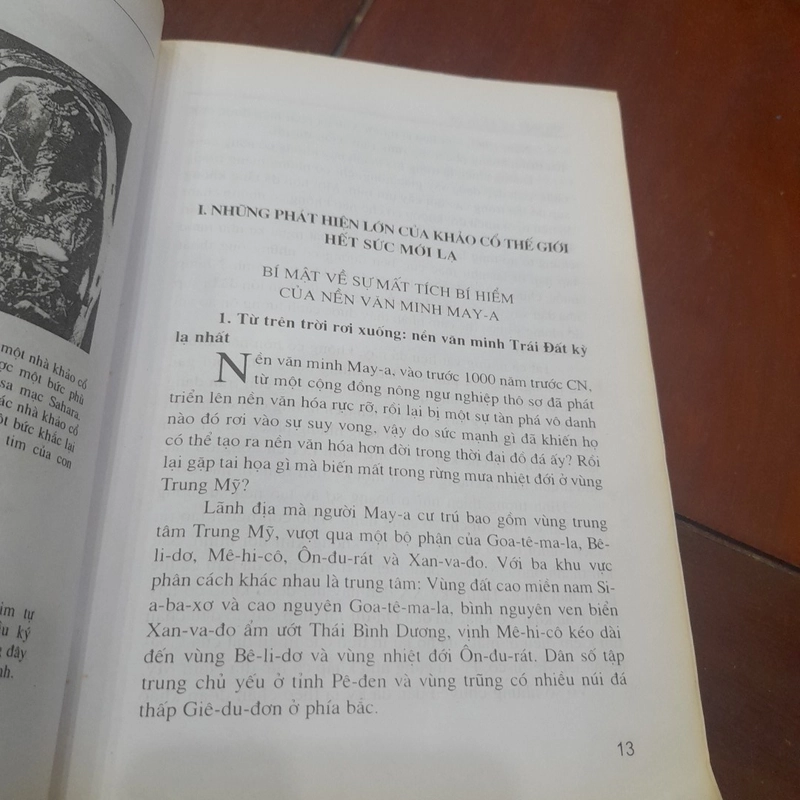 một nhà khảo cổ
ợc một bức phù
sa mạc Sahara.
ác nhà khảo cổ
ột bức khắc lại
tim của con
ìm tự
ầu kỳ
g dây
nh.
I. NHỮNG PHÁT HIỆN LỚN CỦA KHẢO CỔ THẾ GIỚI
HẾT SỨC MỚI LẠ
BÍ MẬT VỀ SỰ MẤT TÍCH BÍ HIỂM
CỦA NỀN VĂN MINH MAY-A
1. Từ trên trời rơi xuống: nền văn minh Trái Đất kỳ
lạ nhất
Nền văn minh May-a, vào trước 1000 năm trước CN,
từ một cộng đồng nông ngư nghiệp thô sơ đã phát
triển lên nền văn hóa rực rỡ, rồi lại bị một sự tàn phá vô danh
nào đó rơi vào sự suy vong, vậy do sức mạnh gì đã khiến họ
có thể tạo ra nền văn hóa hơn đời trong thời đại đồ đá ấy? Rồi
lại gặp tai họa gì mà biến mất trong rừng mưa nhiệt đới ở vùng
Trung Mỹ?
Lãnh địa mà người May-a cư trú bao gồm vùng trung
tâm Trung Mỹ, vượt qua một bộ phận của Goa-tê-ma-la, Bê-
li-dơ, Mê-hi-cô, Ôn-đu-rát và Xan-va-đo. Với ba khu vực
phân cách khác nhau là trung tâm: Vùng đất cao miền nam Si-
a-ba-xơ và cao nguyên Goa-tê-ma-la, bình nguyên ven biển
Xan-va-đo ẩm ướt Thái Bình Dương, vịnh Mê-hi-cô kéo dài
đến vùng Bê-li-dơ và vùng nhiệt đới Ôn-đu-rát. Dân số tập
trung chủ yếu ở tỉnh Pê-đen và vùng trũng có nhiều núi đá
thấp Giê-du-đơn ở phía bắc.
13